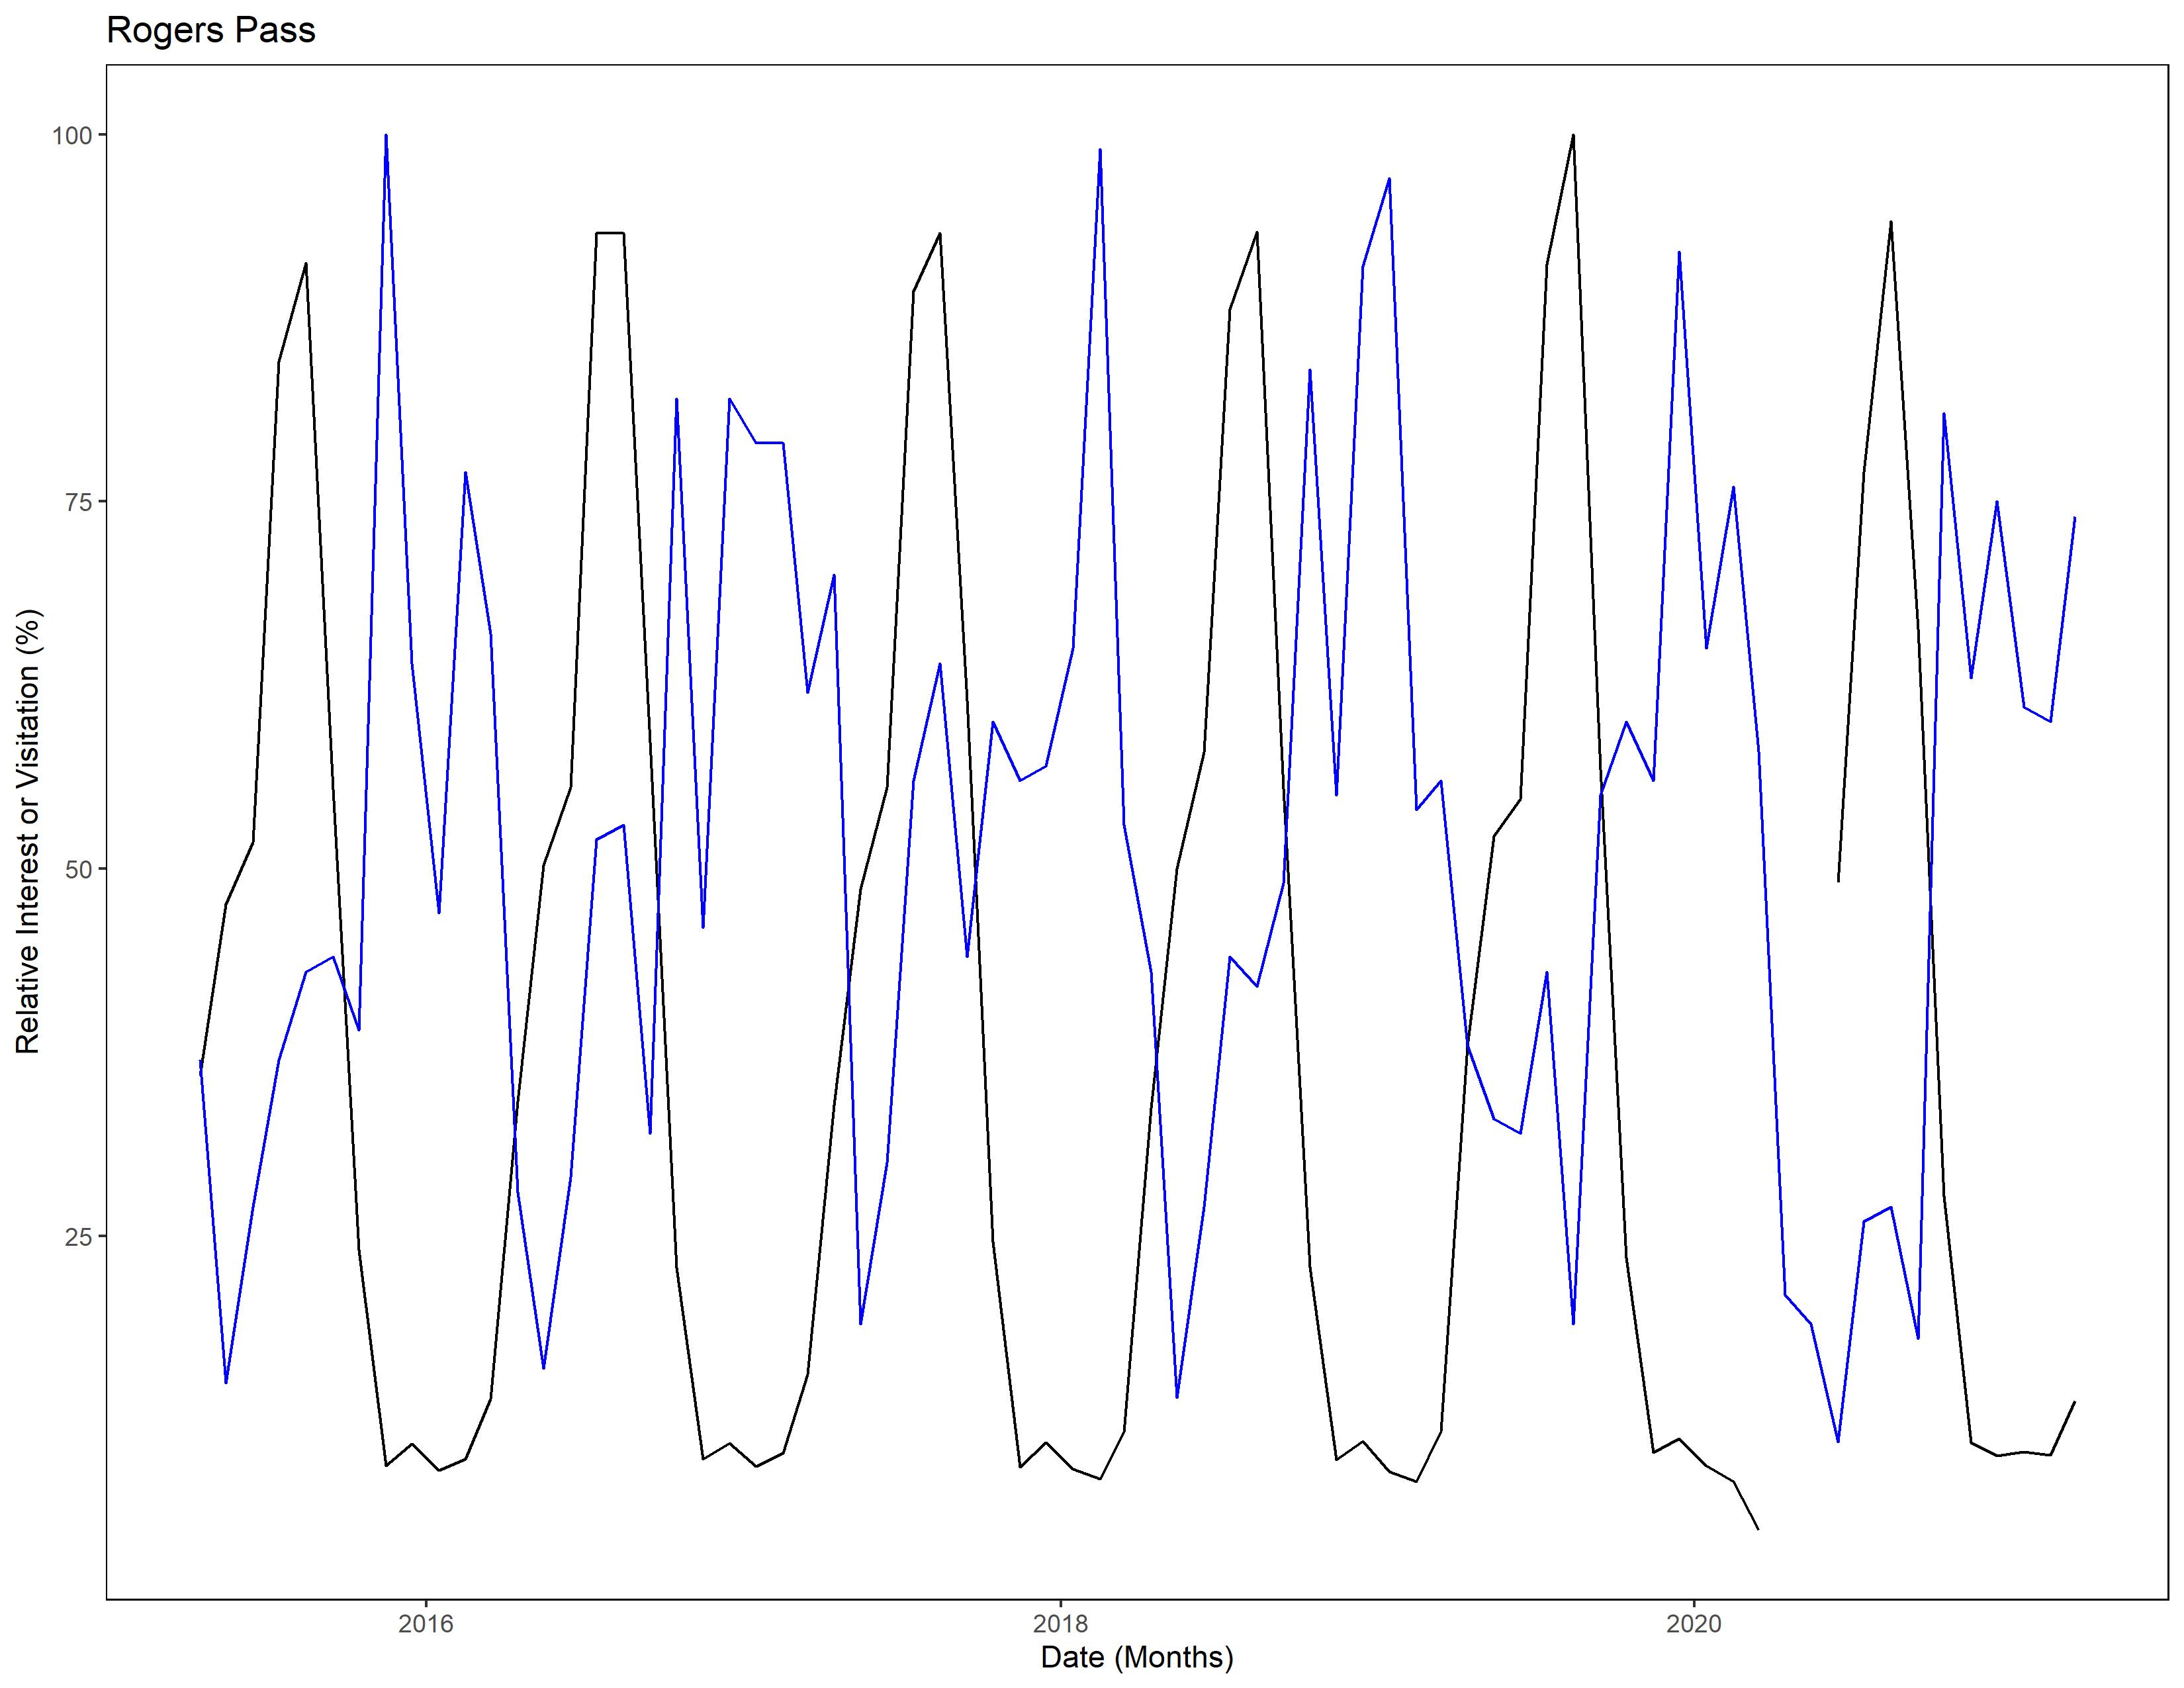 Rogers Pass
100
75
50
25
Relative Interest or Visitation (%)
2016
2018
2020
Date (Months)